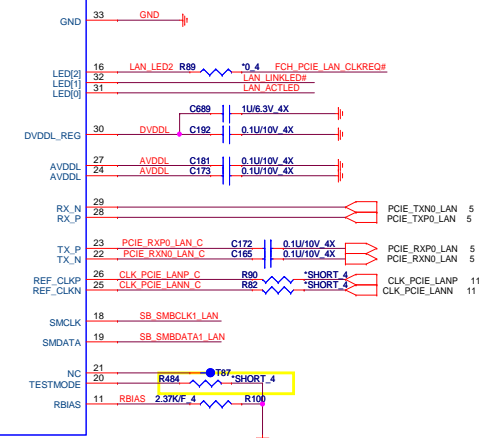 GND 33 GND
LED[2] 16 LAN_LED2 R89 *0_4 FCH_PCIE_LAN_CLKREQ#
LED[1] 32 LAN_LINKLED#
LED[0] 31 LAN_ACTLED
C689 1U/6.3V_4X
DVDDL_REG 30 DVDDL C192 0.1U/10V_4X
AVDDL 27 AVDDL C181 0.1U/10V_4X
AVDDL 24 AVDDL C173 0.1U/10V_4X
RX_N 29 PCIE_TXN0_LAN 5
RX_P 28 PCIE_TXP0_LAN 5
TX_P 23 PCIE_RXP0_LAN_C C172 0.1U/10V_4X PCIE_RXP0_LAN 5
TX_N 22 PCIE_RXN0_LAN_C C165 0.1U/10V_4X PCIE_RXN0_LAN 5
REF_CLKP 26 CLK_PCIE_LANP_C R90 *SHORT_4 CLK_PCIE_LANP 11
REF_CLKN 25 CLK_PCIE_LANN_C R82 *SHORT_4 CLK_PCIE_LANN 11
SMCLK 18 SB_SMBCLK1_LAN
SMDATA 19 SB_SMBDATA1_LAN
NC 21 T87
TESTMODE 20 R484 *SHORT_4
RBIAS 11 RBIAS 2.37K/F_4 R100